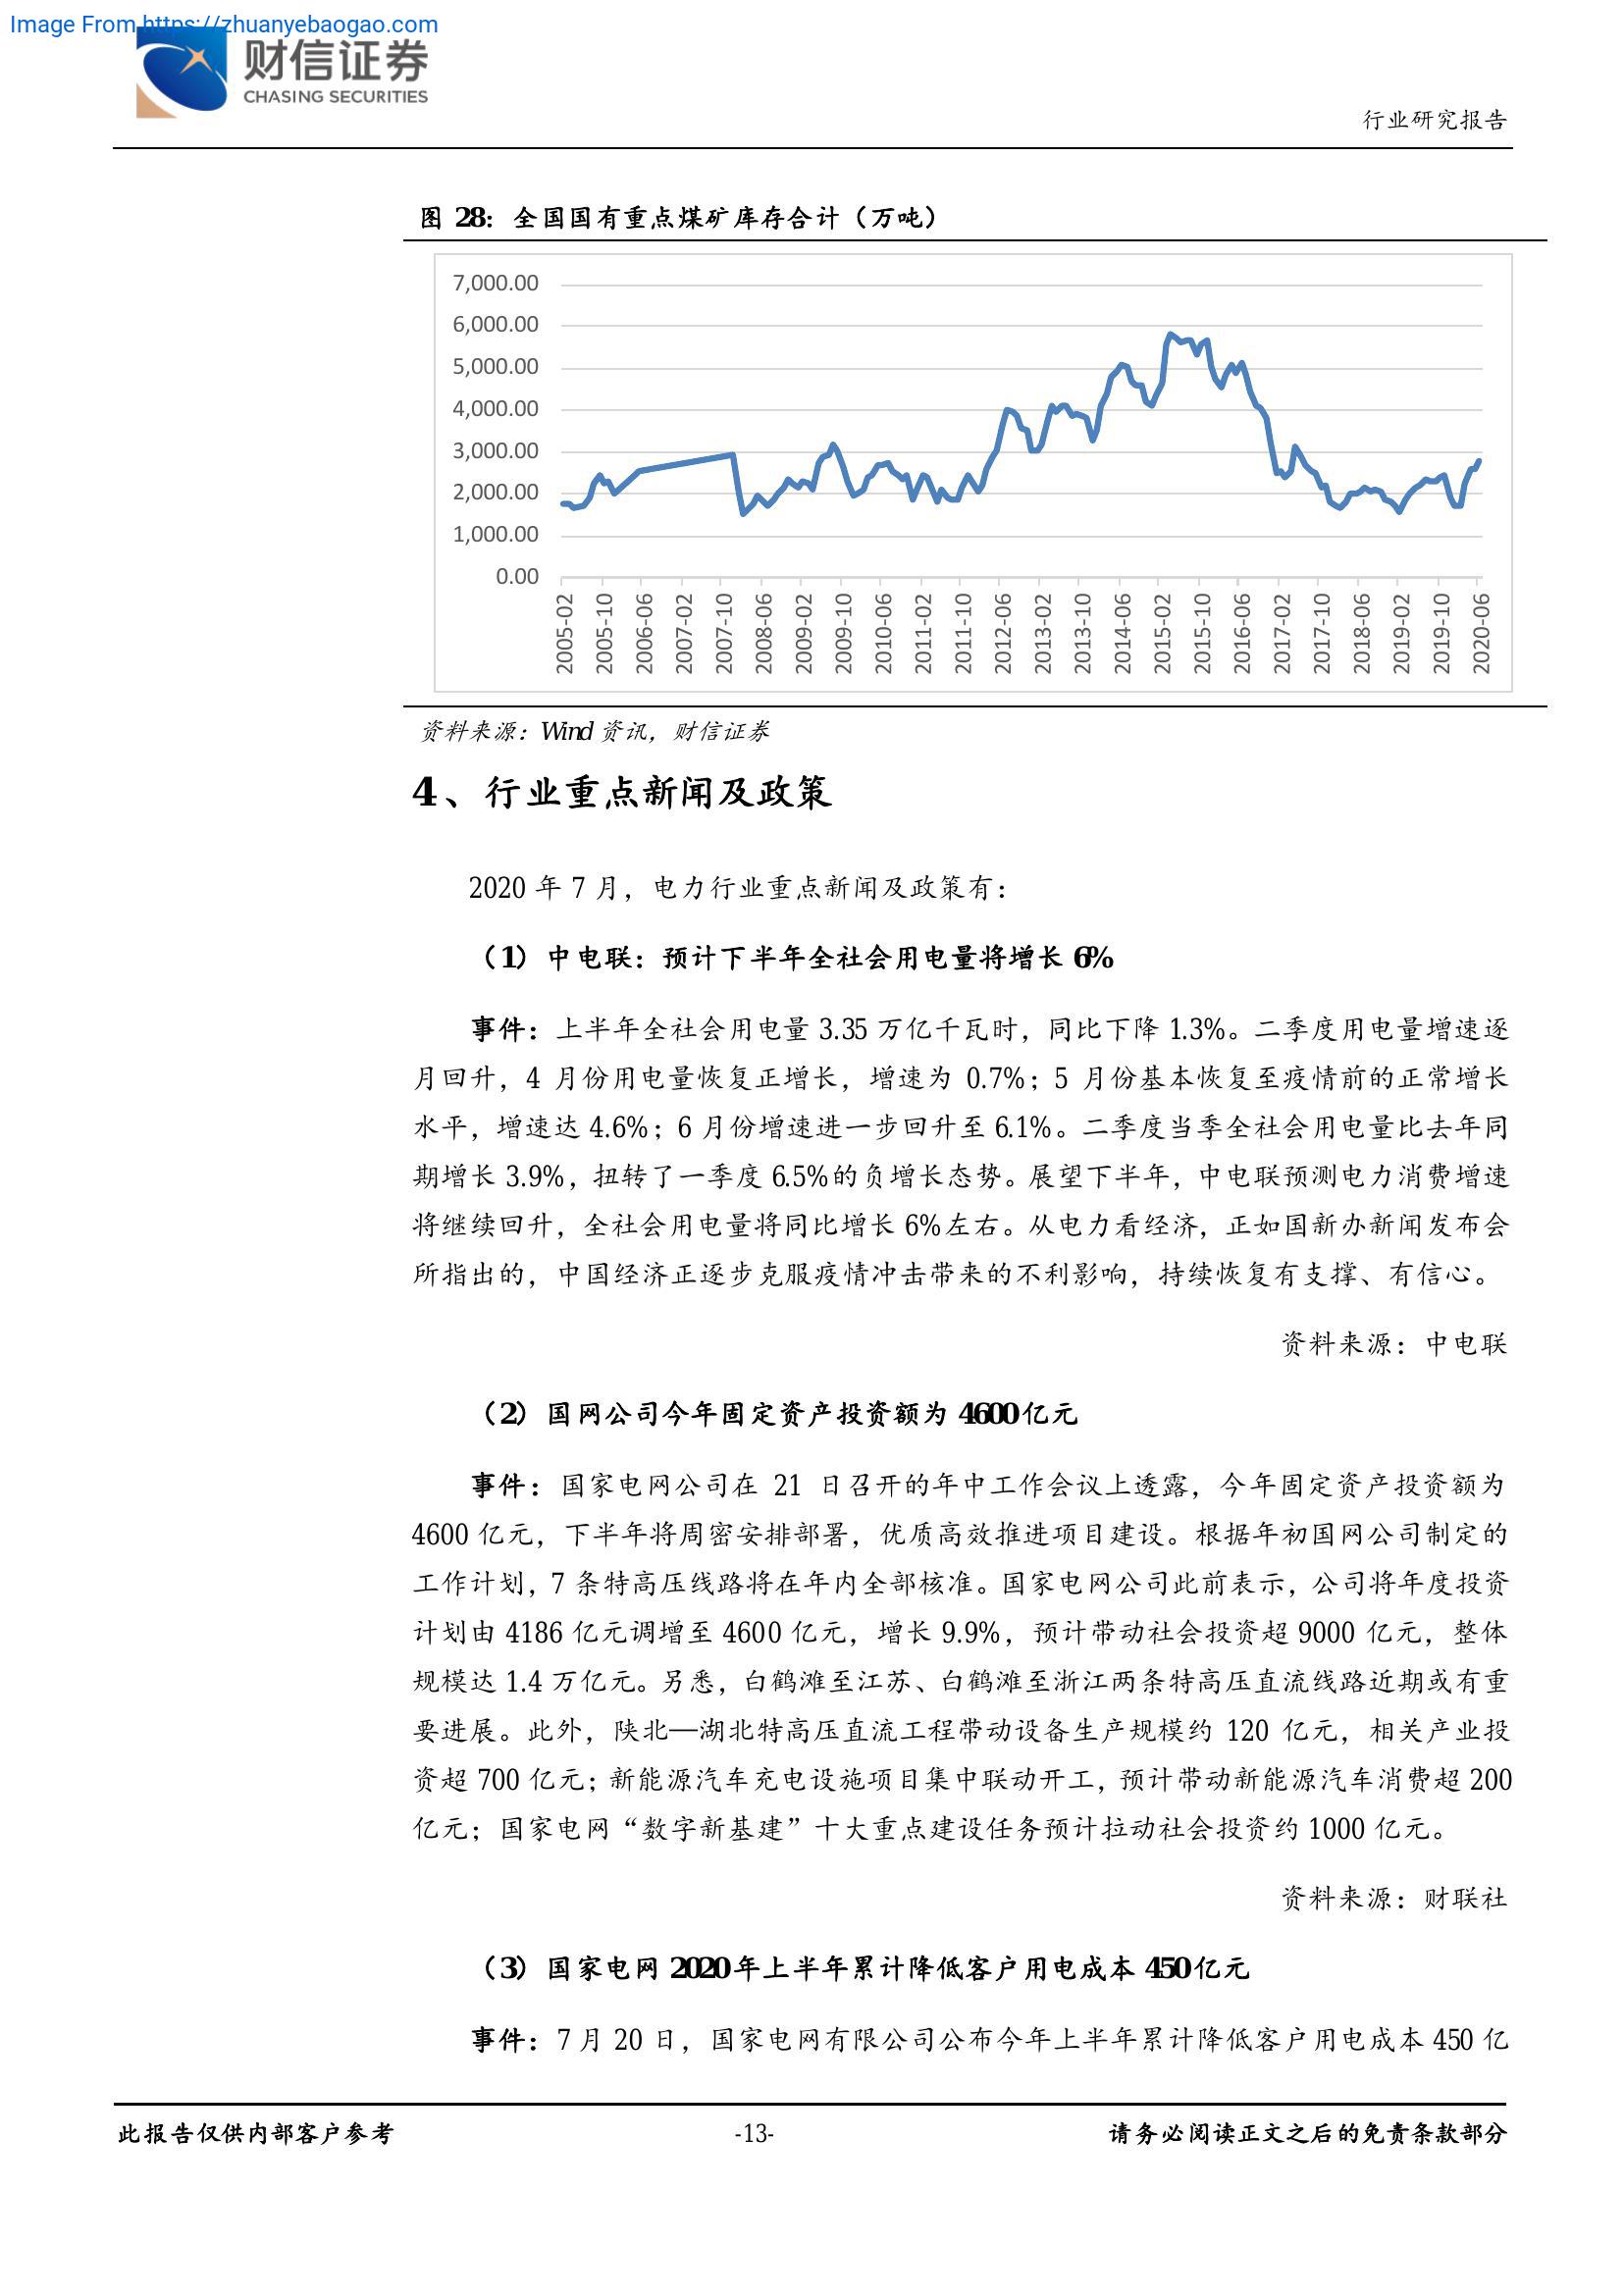 Image From https://zhuanyebaogao.com
财信证券
CHASING SECURITIES
行业研究报告
图 28：全国国有重点煤矿库存合计（万吨）
7,000.00
6,000.00
5,000.00
4,000.00
3,000.00
2,000.00
1,000.00
0.00
2005-02
2005-10
2006-06
2007-02
2007-10
2008-06
2009-02
2009-10
2010-06
2011-02
2011-10
2012-06
2013-02
2013-10
2014-06
2015-02
2015-10
2016-06
2017-02
2017-10
2018-06
2019-02
2019-10
2020-06
资料来源：Wind 资讯，财信证券
4、行业重点新闻及政策
2020 年 7 月，电力行业重点新闻及政策有：
（1）中电联：预计下半年全社会用电量将增长 6%
事件：上半年全社会用电量 3.35 万亿千瓦时，同比下降 1.3%。二季度用电量增速逐
月回升，4 月份用电量恢复正增长，增速为 0.7%；5 月份基本恢复至疫情前的正常增长
水平，增速达 4.6%；6 月份增速进一步回升至 6.1%。二季度当季全社会用电量比去年同
期增长 3.9%，扭转了一季度 6.5%的负增长态势。展望下半年，中电联预测电力消费增速
将继续回升，全社会用电量将同比增长 6%左右。从电力看经济，正如国新办新闻发布会
所指出的，中国经济正逐步克服疫情冲击带来的不利影响，持续恢复有支撑、有信心。
资料来源：中电联
（2）国网公司今年固定资产投资额为 4600 亿元
事件：国家电网公司在 21 日召开的年中工作会议上透露，今年固定资产投资额为
4600 亿元，下半年将周密安排部署，优质高效推进项目建设。根据年初国网公司制定的
工作计划，7 条特高压线路将在年内全部核准。国家电网公司此前表示，公司将年度投资
计划由 4186 亿元调增至 4600 亿元，增长 9.9%，预计带动社会投资超 9000 亿元，整体
规模达 1.4 万亿元。另悉，白鹤滩至江苏、白鹤滩至浙江两条特高压直流线路近期或有重
要进展。此外，陕北—湖北特高压直流工程带动设备生产规模约 120 亿元，相关产业投
资超 700 亿元；新能源汽车充电设施项目集中联动开工，预计带动新能源汽车消费超 200
亿元；国家电网“数字新基建”十大重点建设任务预计拉动社会投资约 1000 亿元。
资料来源：财联社
（3）国家电网 2020 年上半年累计降低客户用电成本 450 亿元
事件：7 月 20 日，国家电网有限公司公布今年上半年累计降低客户用电成本 450 亿
此报告仅供内部客户参考
-13-
请务必阅读正文之后的免责条款部分